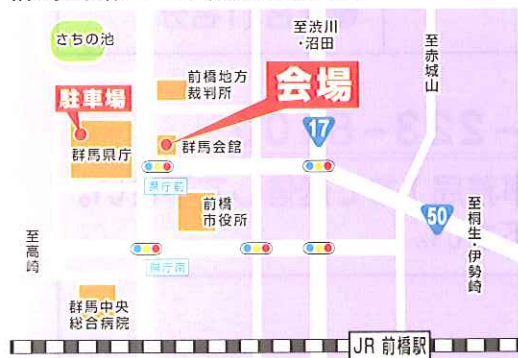 さちの池
至渋川
・沼田
至赤城山
前橋地方
裁判所
会場
駐車場
17
群馬県庁
群馬会館
県庁前
前橋
市役所
50
至桐生・伊勢崎
至高崎
県庁南
群馬中央
総合病院
JR 前橋駅